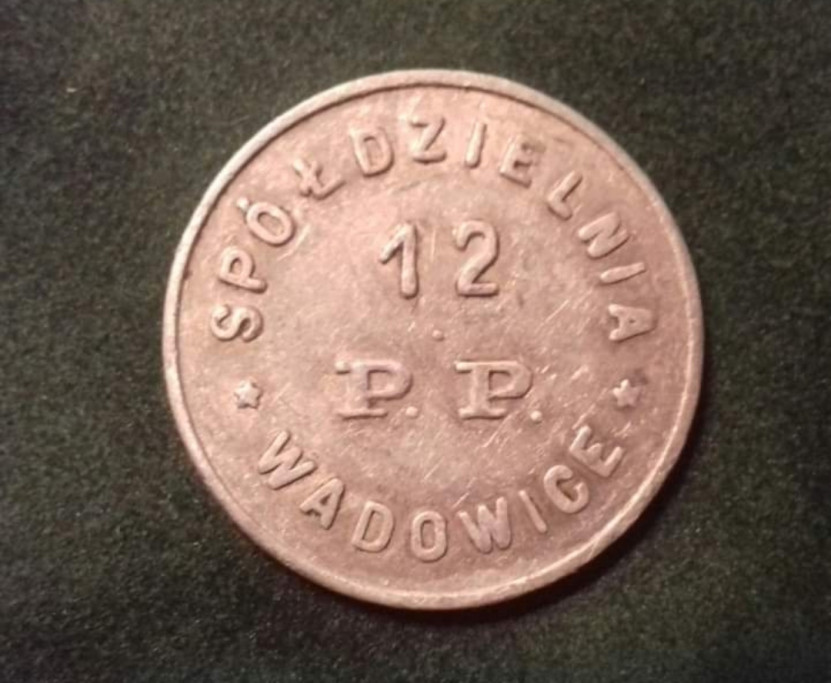 SPÓŁDZIELNIA
12
P. P.
* WADOWICE *